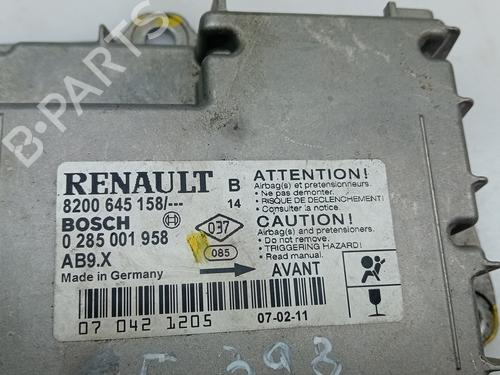 B-PARTS
RENAULT B
8200 645 158/--- 14
BOSCH
0 285 001 958
AB9.X
Made in Germany
037
085
AVANT
07 042 1205
07-02-11
ATTENTION!
Airbag(s) et pretensionneurs.
• Ne pas demonter.
RISQUE DE DECLENCHEMENT!
• Consulter la notice.
CAUTION!
Airbag(s) and pretensioners.
• Do not remove.
TRIGGERING HAZARD!
• Read manual.
398